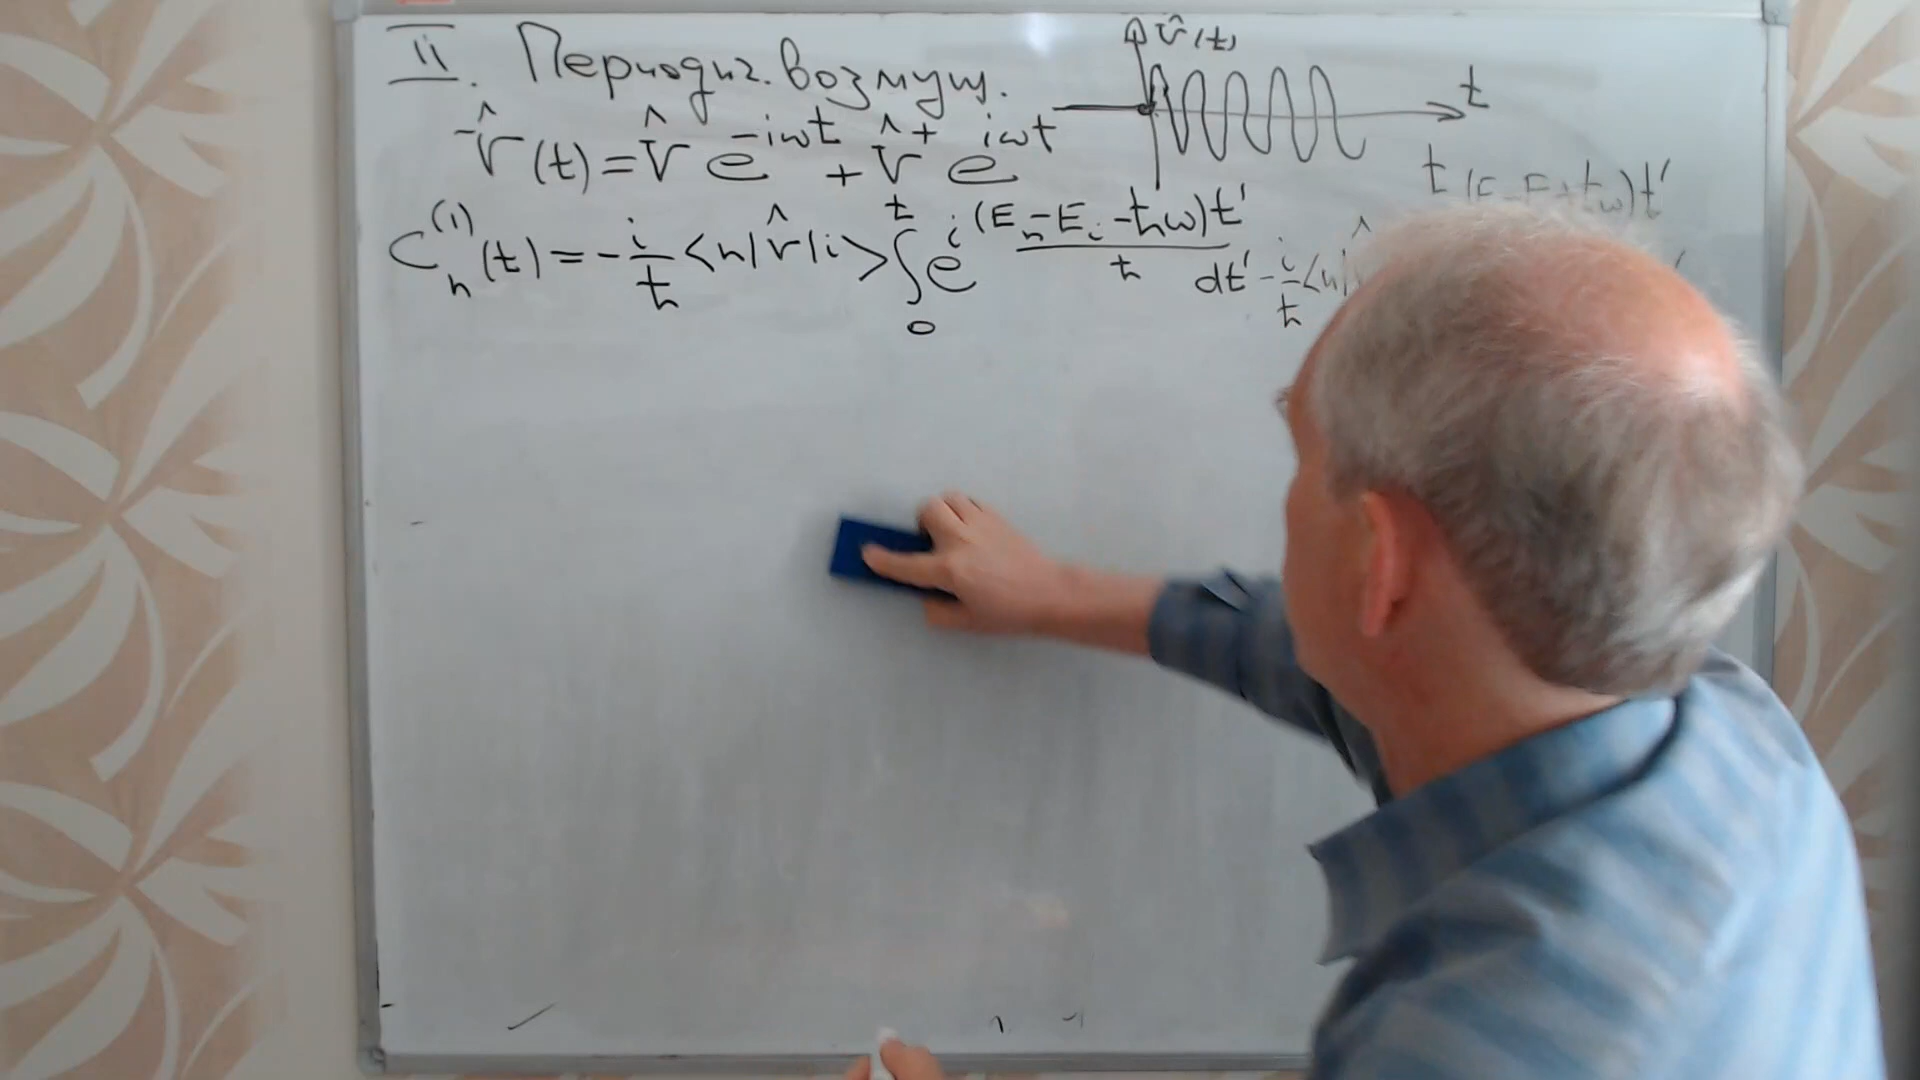 II. Периодич. возмущ.
V̂(t)
t
V̂(t) = V̂ e^{-iωt} + V̂⁺ e^{iωt}
C_n^{(1)}(t) = -i/ħ <n|V̂|i> ∫_0^t e^{i(E_n - E_i - ħω)t'/ħ} dt' - i/ħ <n|